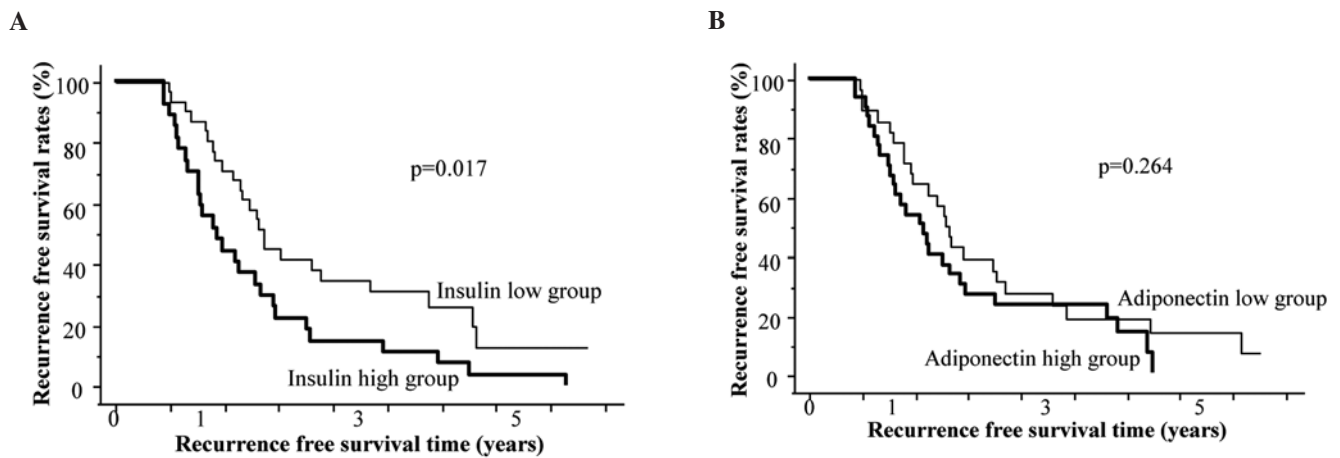 A
Recurrence free survival rates (%)
100
80
60
40
20
0
p=0.017
Insulin low group
Insulin high group
0 1 3 5
Recurrence free survival time (years)
B
Recurrence free survival rates (%)
100
80
60
40
20
0
p=0.264
Adiponectin low group
Adiponectin high group
0 1 3 5
Recurrence free survival time (years)